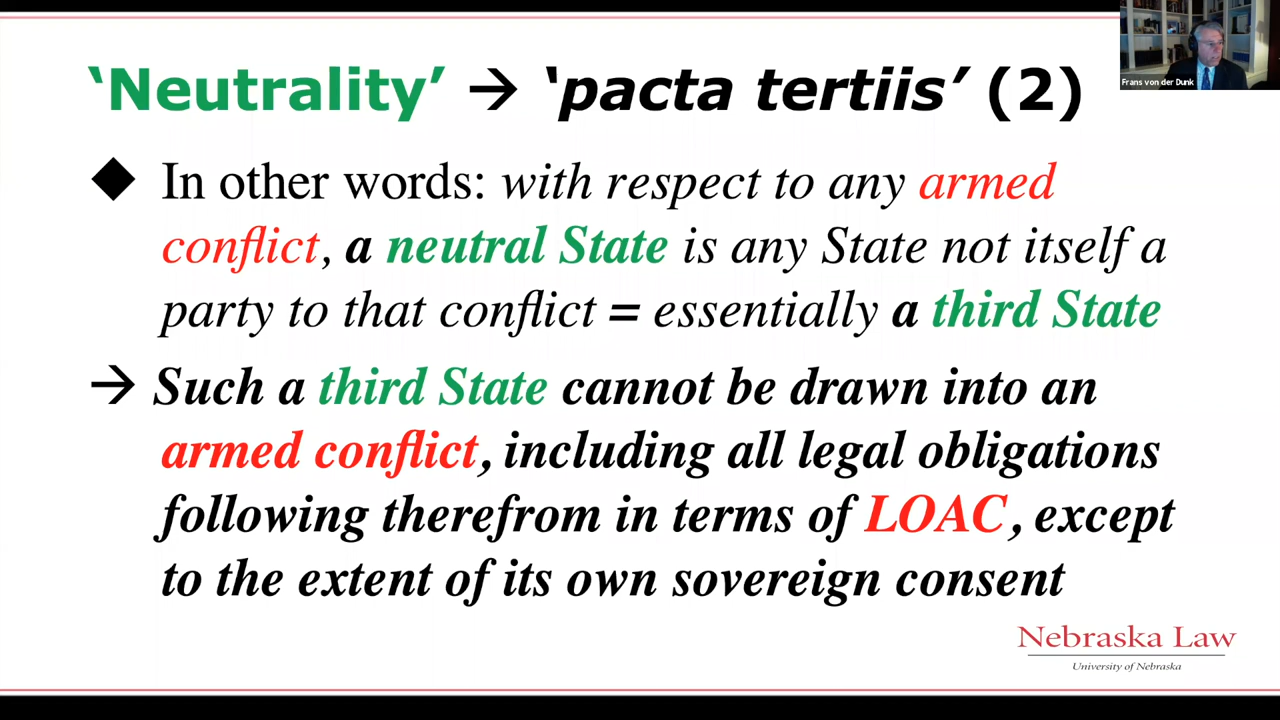 ‘Neutrality’ → ‘pacta tertiis’ (2)
Frans von der Dunk
◆ In other words: with respect to any armed
conflict, a neutral State is any State not itself a
party to that conflict = essentially a third State
→ Such a third State cannot be drawn into an
armed conflict, including all legal obligations
following therefrom in terms of LOAC, except
to the extent of its own sovereign consent
Nebraska Law
University of Nebraska